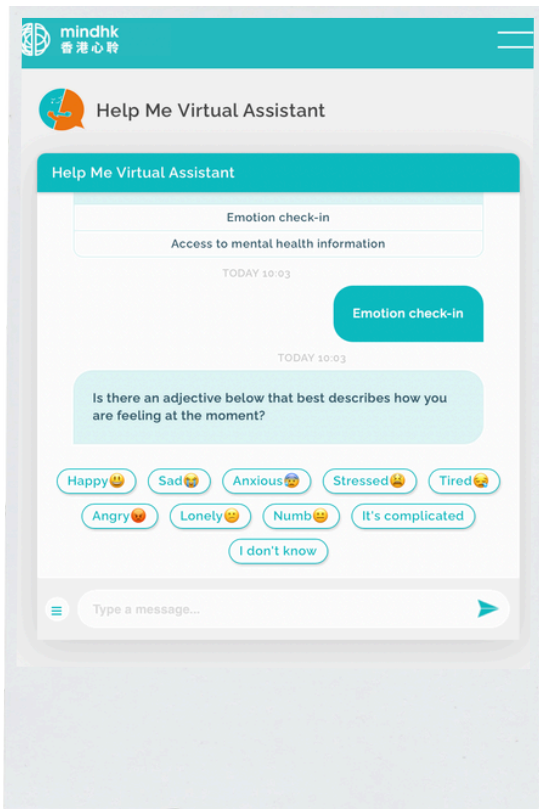 mindhk
香港心聆
Help Me Virtual Assistant
Help Me Virtual Assistant
Emotion check-in
Access to mental health information
TODAY 10:03
Emotion check-in
TODAY 10:03
Is there an adjective below that best describes how you
are feeling at the moment?
Happy😃 Sad😭 Anxious😰 Stressed😫 Tired😪
Angry😡 Lonely😕 Numb😐 It's complicated
I don't know
Type a message...